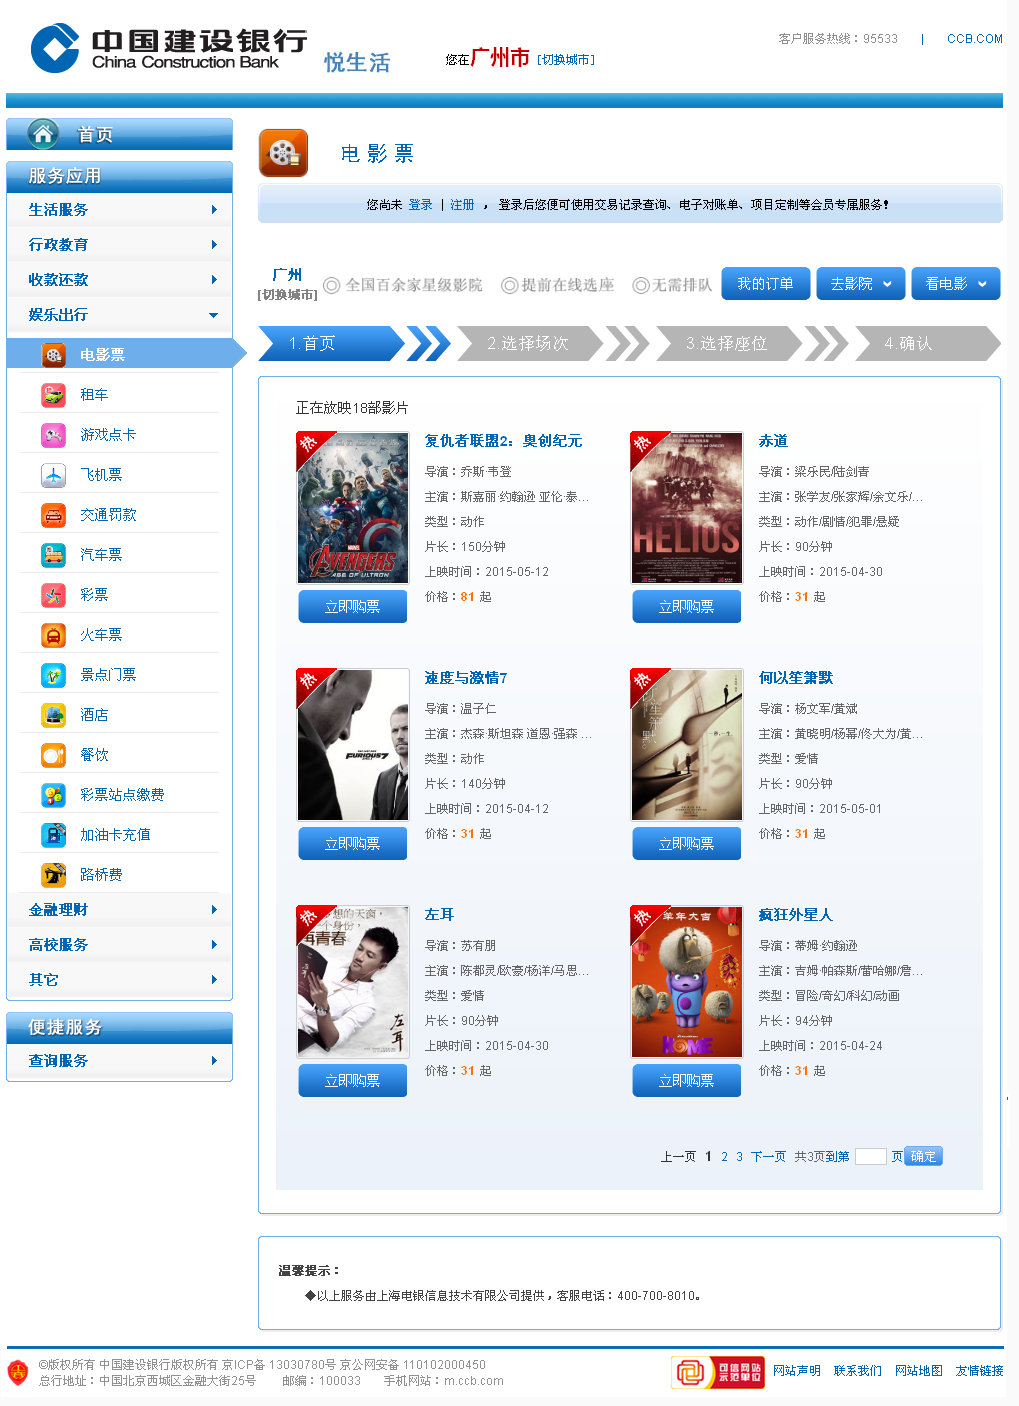 中国建设银行
China Construction Bank
悦生活
您在广州市 [切换城市]
客户服务热线：95533 | CCB.COM
首页
服务应用
生活服务
行政教育
收款还款
娱乐出行
电影票
租车
游戏点卡
飞机票
交通罚款
汽车票
彩票
火车票
景点门票
酒店
餐饮
彩票站点缴费
加油卡充值
路桥费
金融理财
高校服务
其它
便捷服务
查询服务
电影票
您尚未 登录 | 注册 ，登录后您便可使用交易记录查询、电子对账单、项目定制等会员专属服务！
广州
[切换城市]
◎ 全国百余家星级影院 ◎ 提前在线选座 ◎ 无需排队
我的订单 去影院 看电影
1.首页 2.选择场次 3.选择座位 4.确认
正在放映18部影片
热
MARVEL
AVENGERS
AGE OF ULTRON
复仇者联盟2：奥创纪元
导演：乔斯·韦登
主演：斯嘉丽·约翰逊 亚伦·泰...
类型：动作
片长：150分钟
上映时间：2015-05-12
价格：81 起
立即购票
热
HELIOS
赤道
导演：梁乐民/陆剑青
主演：张学友/张家辉/余文乐/...
类型：动作/剧情/犯罪/悬疑
片长：90分钟
上映时间：2015-04-30
价格：31 起
立即购票
热
FURIOUS 7
速度与激情7
导演：温子仁
主演：杰森·斯坦森 道恩·强森 ...
类型：动作
片长：140分钟
上映时间：2015-04-12
价格：31 起
立即购票
热
以笙箫默
何以笙箫默
导演：杨文军/黄斌
主演：黄晓明/杨幂/佟大为/黄...
类型：爱情
片长：90分钟
上映时间：2015-05-01
价格：31 起
立即购票
热
想的天窗，
一个身份，
再青春
左耳
左耳
导演：苏有朋
主演：陈都灵/欧豪/杨洋/马思...
类型：爱情
片长：90分钟
上映时间：2015-04-30
价格：31 起
立即购票
热
羊年大吉
HOME
疯狂外星人
导演：蒂姆·约翰逊
主演：吉姆·帕森斯/蕾哈娜/詹...
类型：冒险/奇幻/科幻/动画
片长：94分钟
上映时间：2015-04-24
价格：31 起
立即购票
上一页 1 2 3 下一页 共3页到第 页 确定
温馨提示：
◆以上服务由上海电银信息技术有限公司提供，客服电话：400-700-8010。
©版权所有 中国建设银行版权所有 京ICP备 13030780号 京公网安备 110102000450
总行地址：中国北京西城区金融大街25号 邮编：100033 手机网站：m.ccb.com
可信网站
示范单位
网站声明 联系我们 网站地图 友情链接